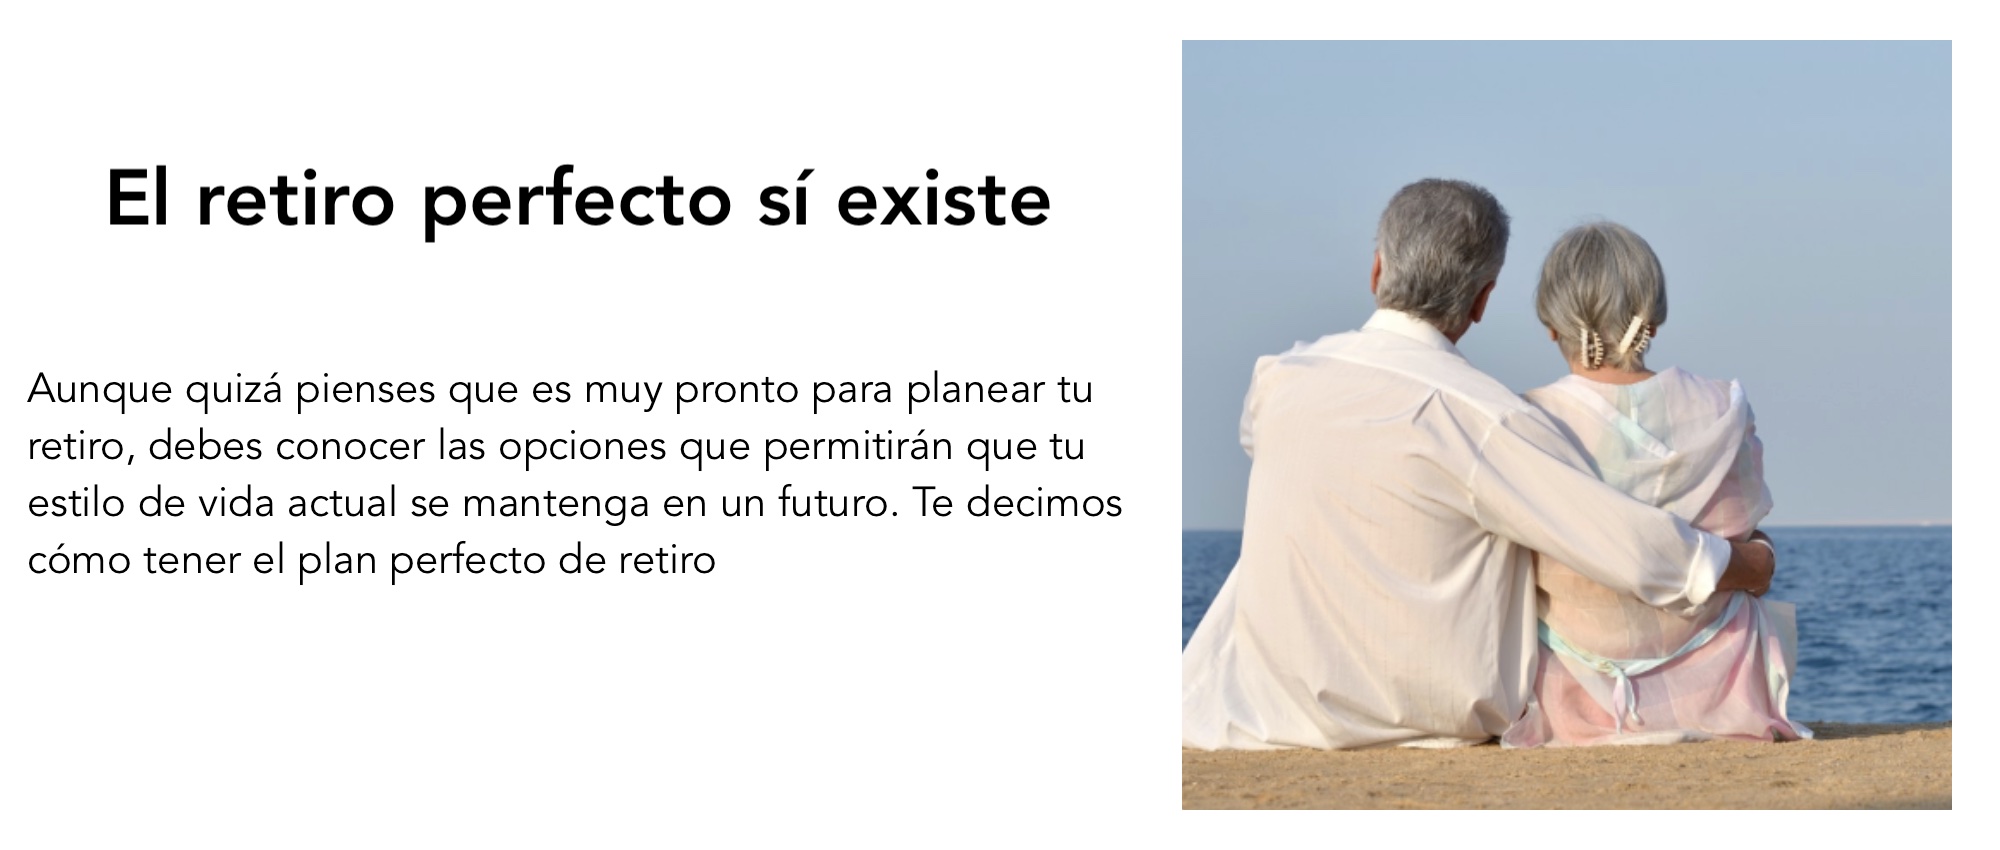 El retiro perfecto sí existe
Aunque quizá pienses que es muy pronto para planear tu
retiro, debes conocer las opciones que permitirán que tu
estilo de vida actual se mantenga en un futuro. Te decimos
cómo tener el plan perfecto de retiro